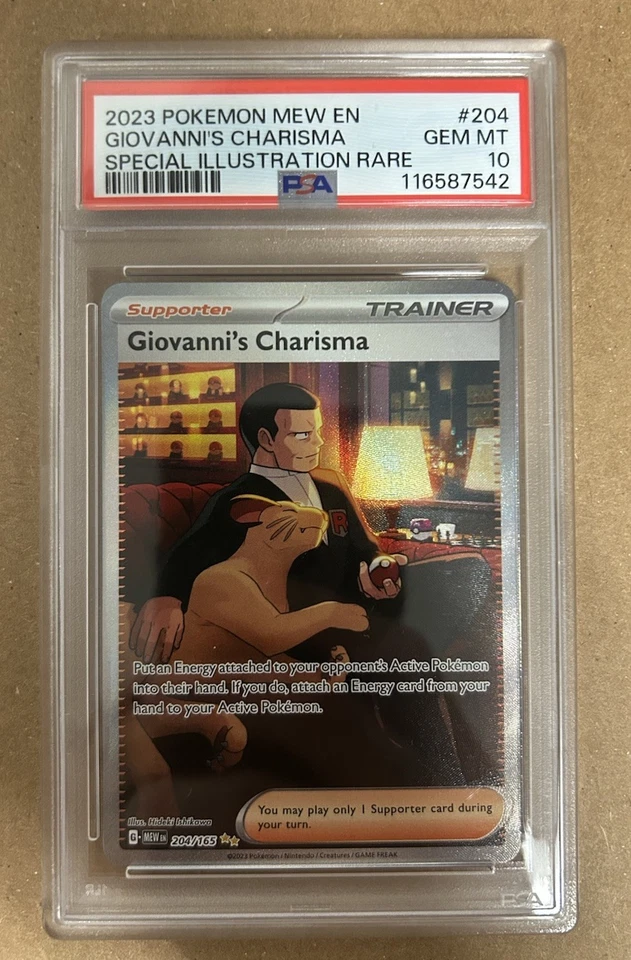 2023 POKEMON MEW EN #204
GIOVANNI'S CHARISMA GEM MT
SPECIAL ILLUSTRATION RARE 10
PSA 116587542
Supporter TRAINER
Giovanni's Charisma
R
Put an Energy attached to your opponent's Active Pokémon
into their hand. If you do, attach an Energy card from your
hand to your Active Pokémon.
You may play only 1 Supporter card during
your turn.
Illus. Hideki Ishikawa
G MEW EN 204/165
©2023 Pokémon / Nintendo / Creatures / GAME FREAK
PSA